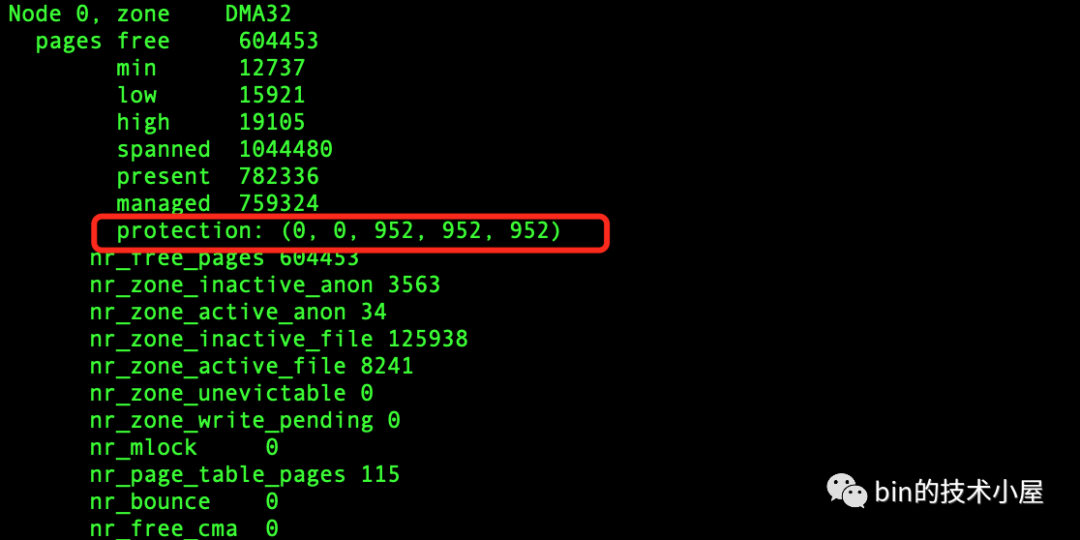 Node 0, zone    DMA32
pages free     604453
min      12737
low      15921
high     19105
spanned  1044480
present  782336
managed  759324
protection: (0, 0, 952, 952, 952)
nr_free_pages 604453
nr_zone_inactive_anon 3563
nr_zone_active_anon 34
nr_zone_inactive_file 125938
nr_zone_active_file 8241
nr_zone_unevictable 0
nr_zone_write_pending 0
nr_mlock     0
nr_page_table_pages 115
nr_bounce    0
nr_free_cma  0
bin的技术小屋